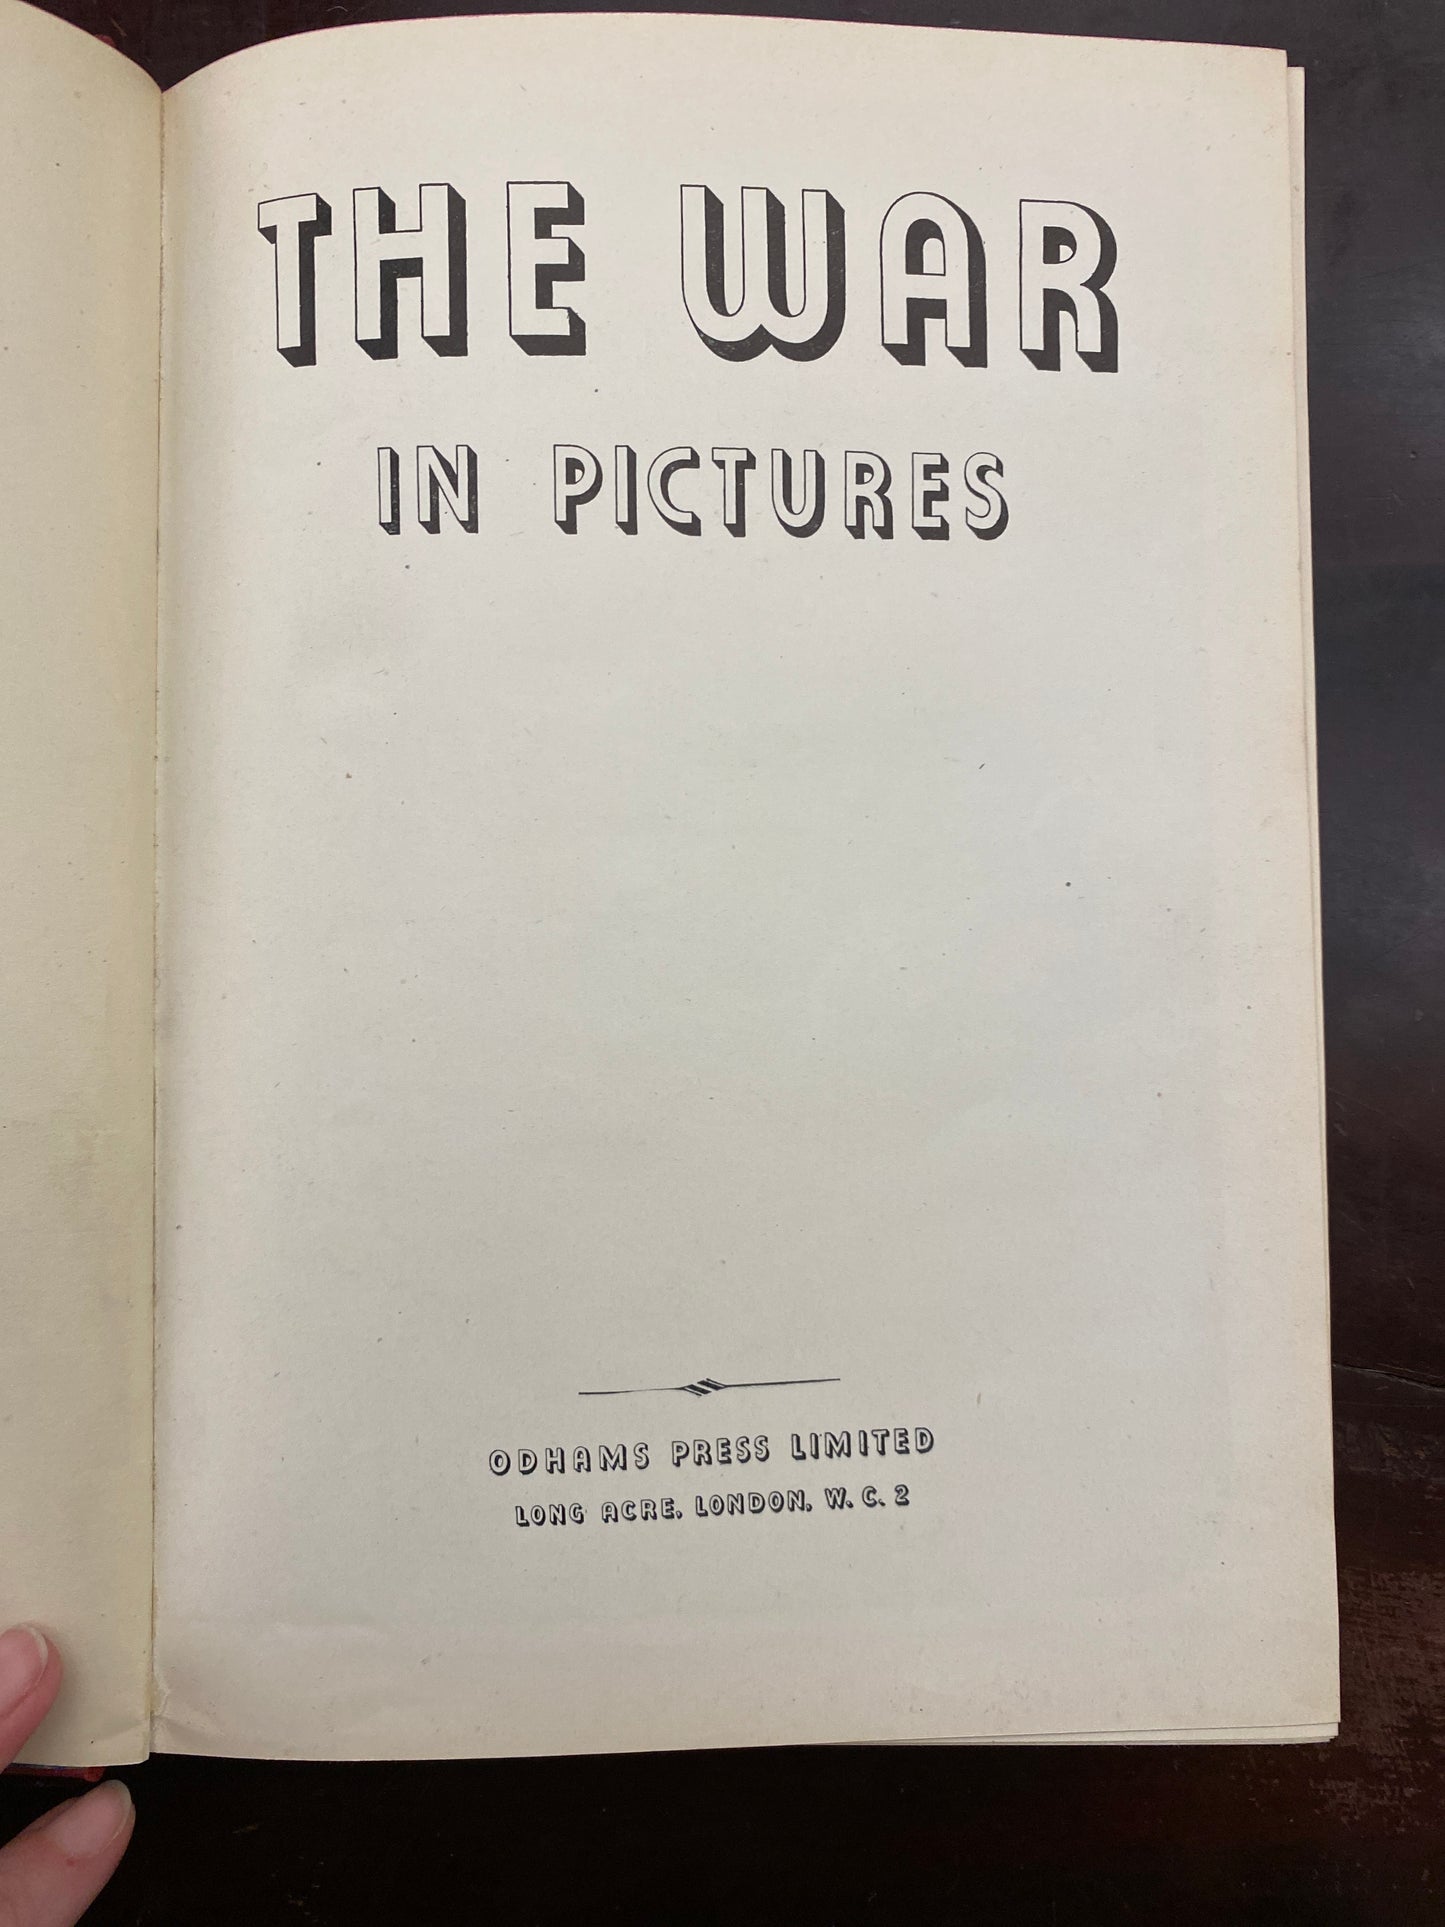 THE WAR
IN PICTURES
ODHAMS PRESS LIMITED
LONG ACRE, LONDON, W. C. 2